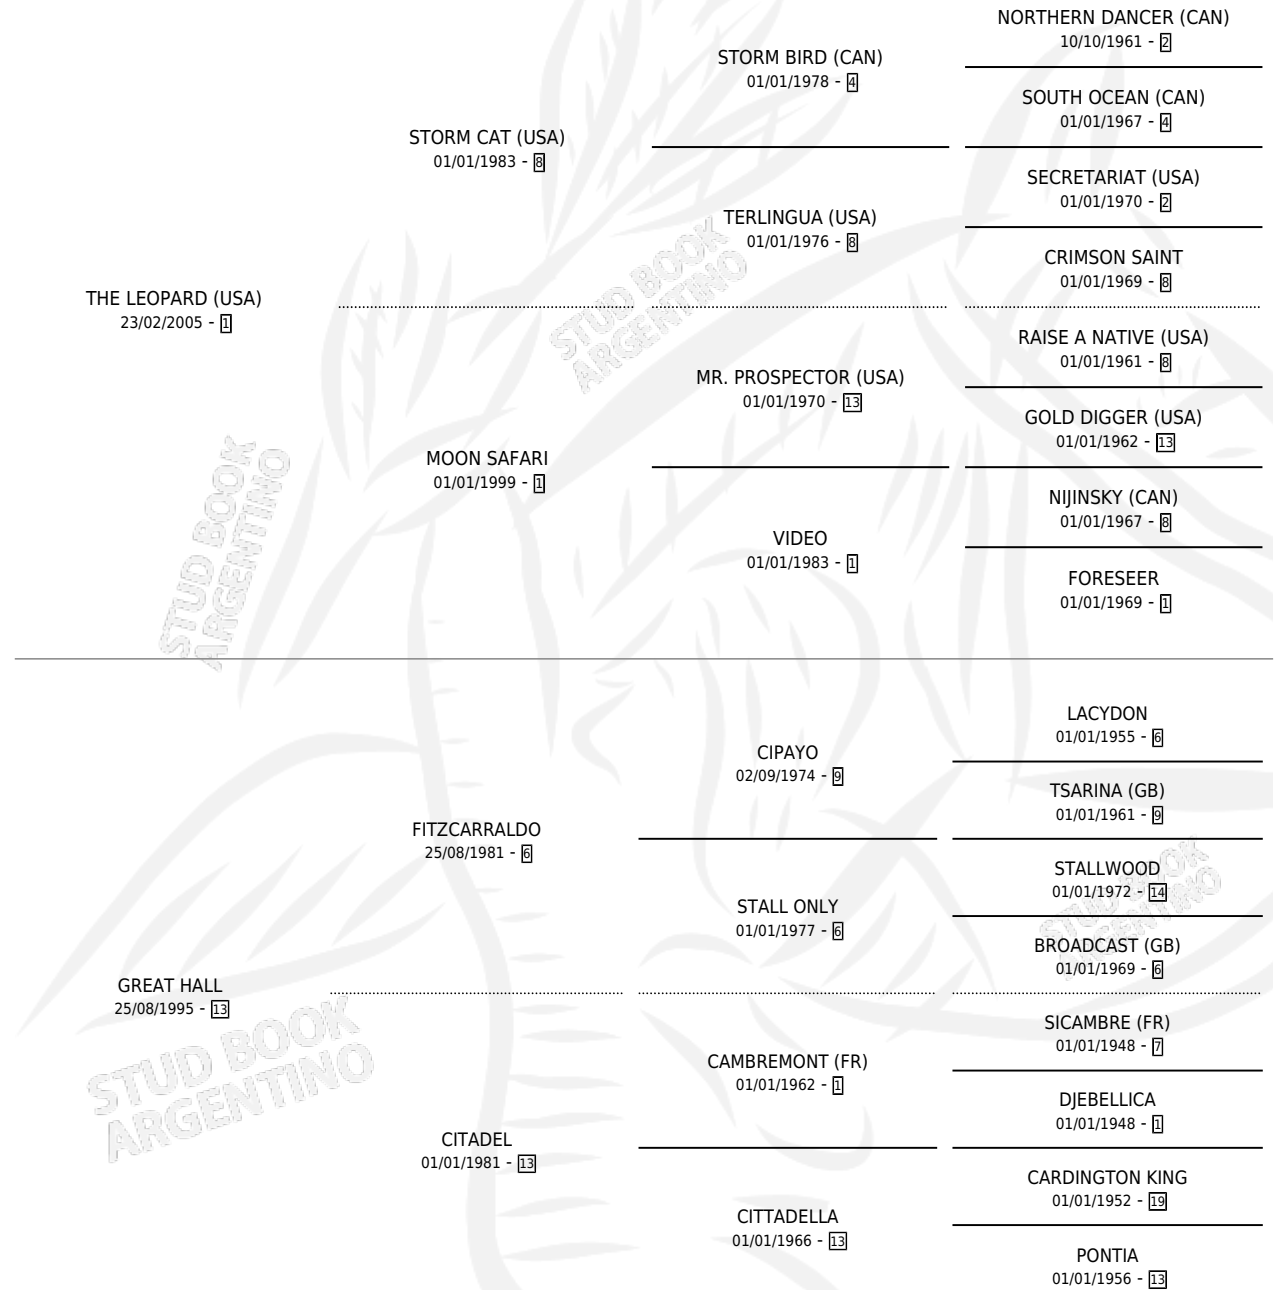 NORTHERN DANCER (CAN)
10/10/1961 - 2
STORM BIRD (CAN)
01/01/1978 - 4
SOUTH OCEAN (CAN)
01/01/1967 - 4
STORM CAT (USA)
01/01/1983 - 8
SECRETARIAT (USA)
01/01/1970 - 2
TERLINGUA (USA)
01/01/1976 - 8
CRIMSON SAINT
01/01/1969 - 8
THE LEOPARD (USA)
23/02/2005 - 1
STUD BOOK
ARGENTINO
RAISE A NATIVE (USA)
01/01/1961 - 8
MR. PROSPECTOR (USA)
01/01/1970 - 13
GOLD DIGGER (USA)
01/01/1962 - 13
MOON SAFARI
01/01/1999 - 1
NIJINSKY (CAN)
01/01/1967 - 8
VIDEO
01/01/1983 - 1
FORESEER
01/01/1969 - 1
STUD BOOK
ARGENTINO
LACYDON
01/01/1955 - 6
CIPAYO
02/09/1974 - 9
TSARINA (GB)
01/01/1961 - 9
FITZCARRALDO
25/08/1981 - 6
STALLWOOD
01/01/1972 - 14
STALL ONLY
01/01/1977 - 6
BROADCAST (GB)
01/01/1969 - 6
STUD BOOK
ARGENTINO
GREAT HALL
25/08/1995 - 13
SICAMBRE (FR)
01/01/1948 - 7
CAMBREMONT (FR)
01/01/1962 - 1
DJEBELLICA
01/01/1948 - 1
STUD BOOK
ARGENTINO
CITADEL
01/01/1981 - 13
CARDINGTON KING
01/01/1952 - 19
CITTADELLA
01/01/1966 - 13
PONTIA
01/01/1956 - 13